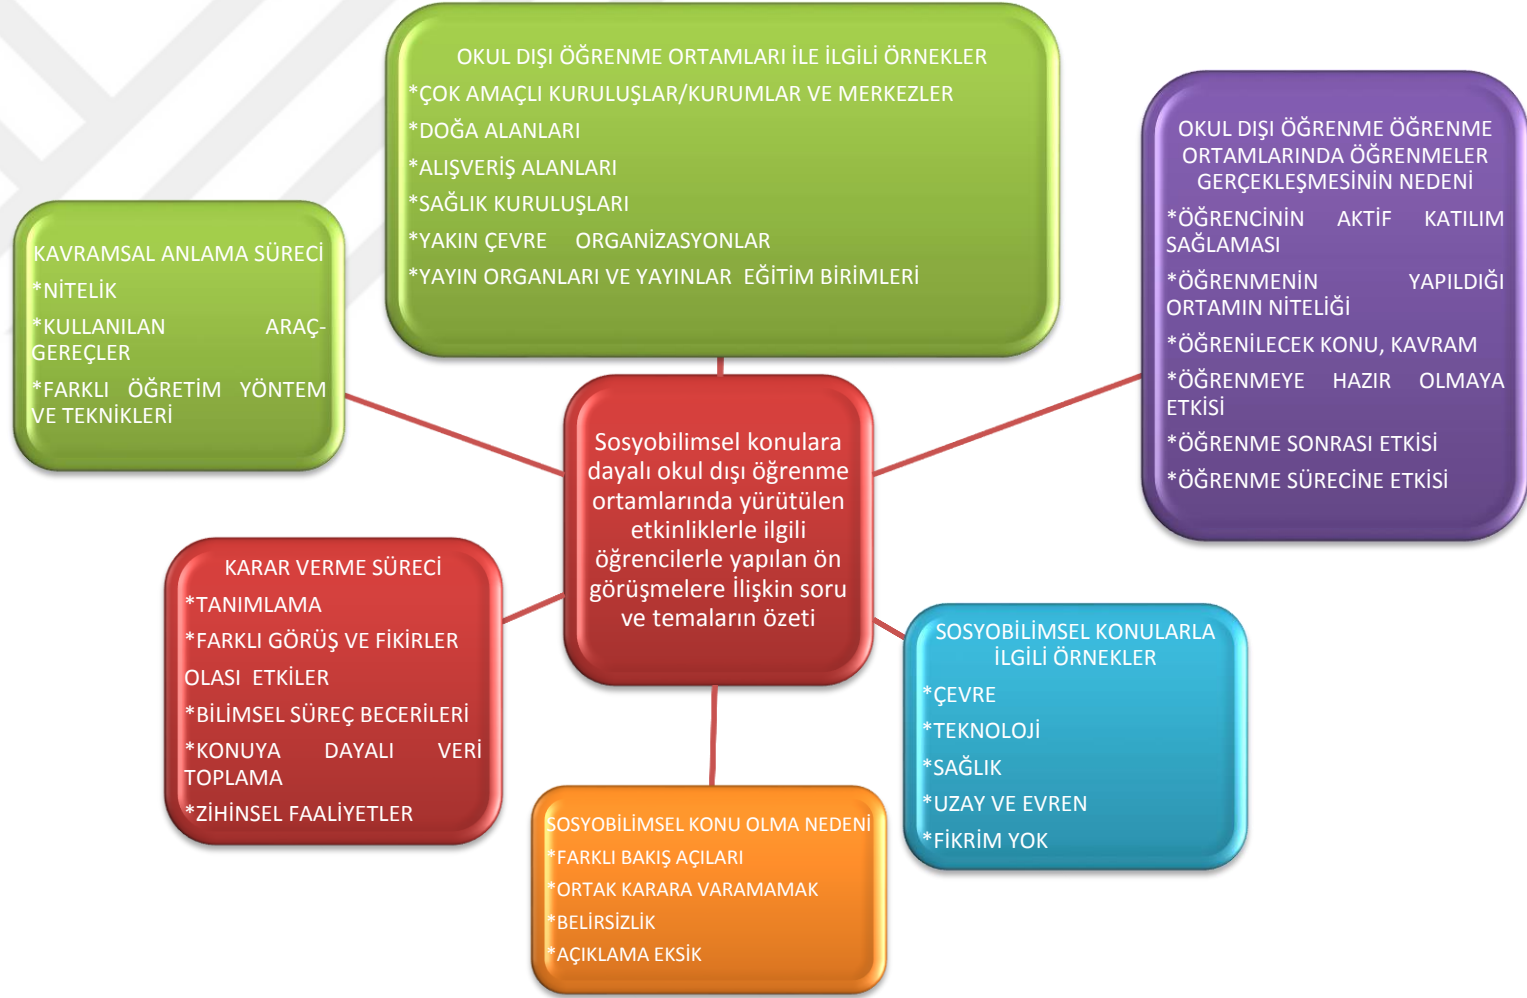 OKUL DIŞI ÖĞRENME ORTAMLARI İLE İLGİLİ ÖRNEKLER
*ÇOK AMAÇLI KURULUŞLAR/KURUMLAR VE MERKEZLER
*DOĞA ALANLARI
*ALIŞVERİŞ ALANLARI
*SAĞLIK KURULUŞLARI
*YAKIN ÇEVRE ORGANİZASYONLAR
*YAYIN ORGANLARI VE YAYINLAR EĞİTİM BİRİMLERİ
OKUL DIŞI ÖĞRENME ÖĞRENME
ORTAMLARINDA ÖĞRENMELER
GERÇEKLEŞMESİNİN NEDENİ
*ÖĞRENCİNİN AKTİF KATILIM
SAĞLAMASI
*ÖĞRENMENİN YAPILDIĞI
ORTAMIN NİTELİĞİ
*ÖĞRENİLECEK KONU, KAVRAM
*ÖĞRENMEYE HAZIR OLMAYA
ETKİSİ
*ÖĞRENME SONRASI ETKİSİ
*ÖĞRENME SÜRECİNE ETKİSİ
KAVRAMSAL ANLAMA SÜRECİ
*NİTELİK
*KULLANILAN ARAÇ-
GEREÇLER
*FARKLI ÖĞRETİM YÖNTEM
VE TEKNİKLERİ
Sosyobilimsel konulara
dayalı okul dışı öğrenme
ortamlarında yürütülen
etkinliklerle ilgili
öğrencilerle yapılan ön
görüşmelere İlişkin soru
ve temaların özeti
KARAR VERME SÜRECİ
*TANIMLAMA
*FARKLI GÖRÜŞ VE FİKİRLER
OLASI ETKİLER
*BİLİMSEL SÜREÇ BECERİLERİ
*KONUYA DAYALI VERİ
TOPLAMA
*ZİHİNSEL FAALİYETLER
SOSYOBİLİMSEL KONULARLA
İLGİLİ ÖRNEKLER
*ÇEVRE
*TEKNOLOJİ
*SAĞLIK
*UZAY VE EVREN
*FİKRİM YOK
SOSYOBİLİMSEL KONU OLMA NEDENİ
*FARKLI BAKIŞ AÇILARI
*ORTAK KARARA VARAMAMAK
*BELİRSİZLİK
*AÇIKLAMA EKSİK